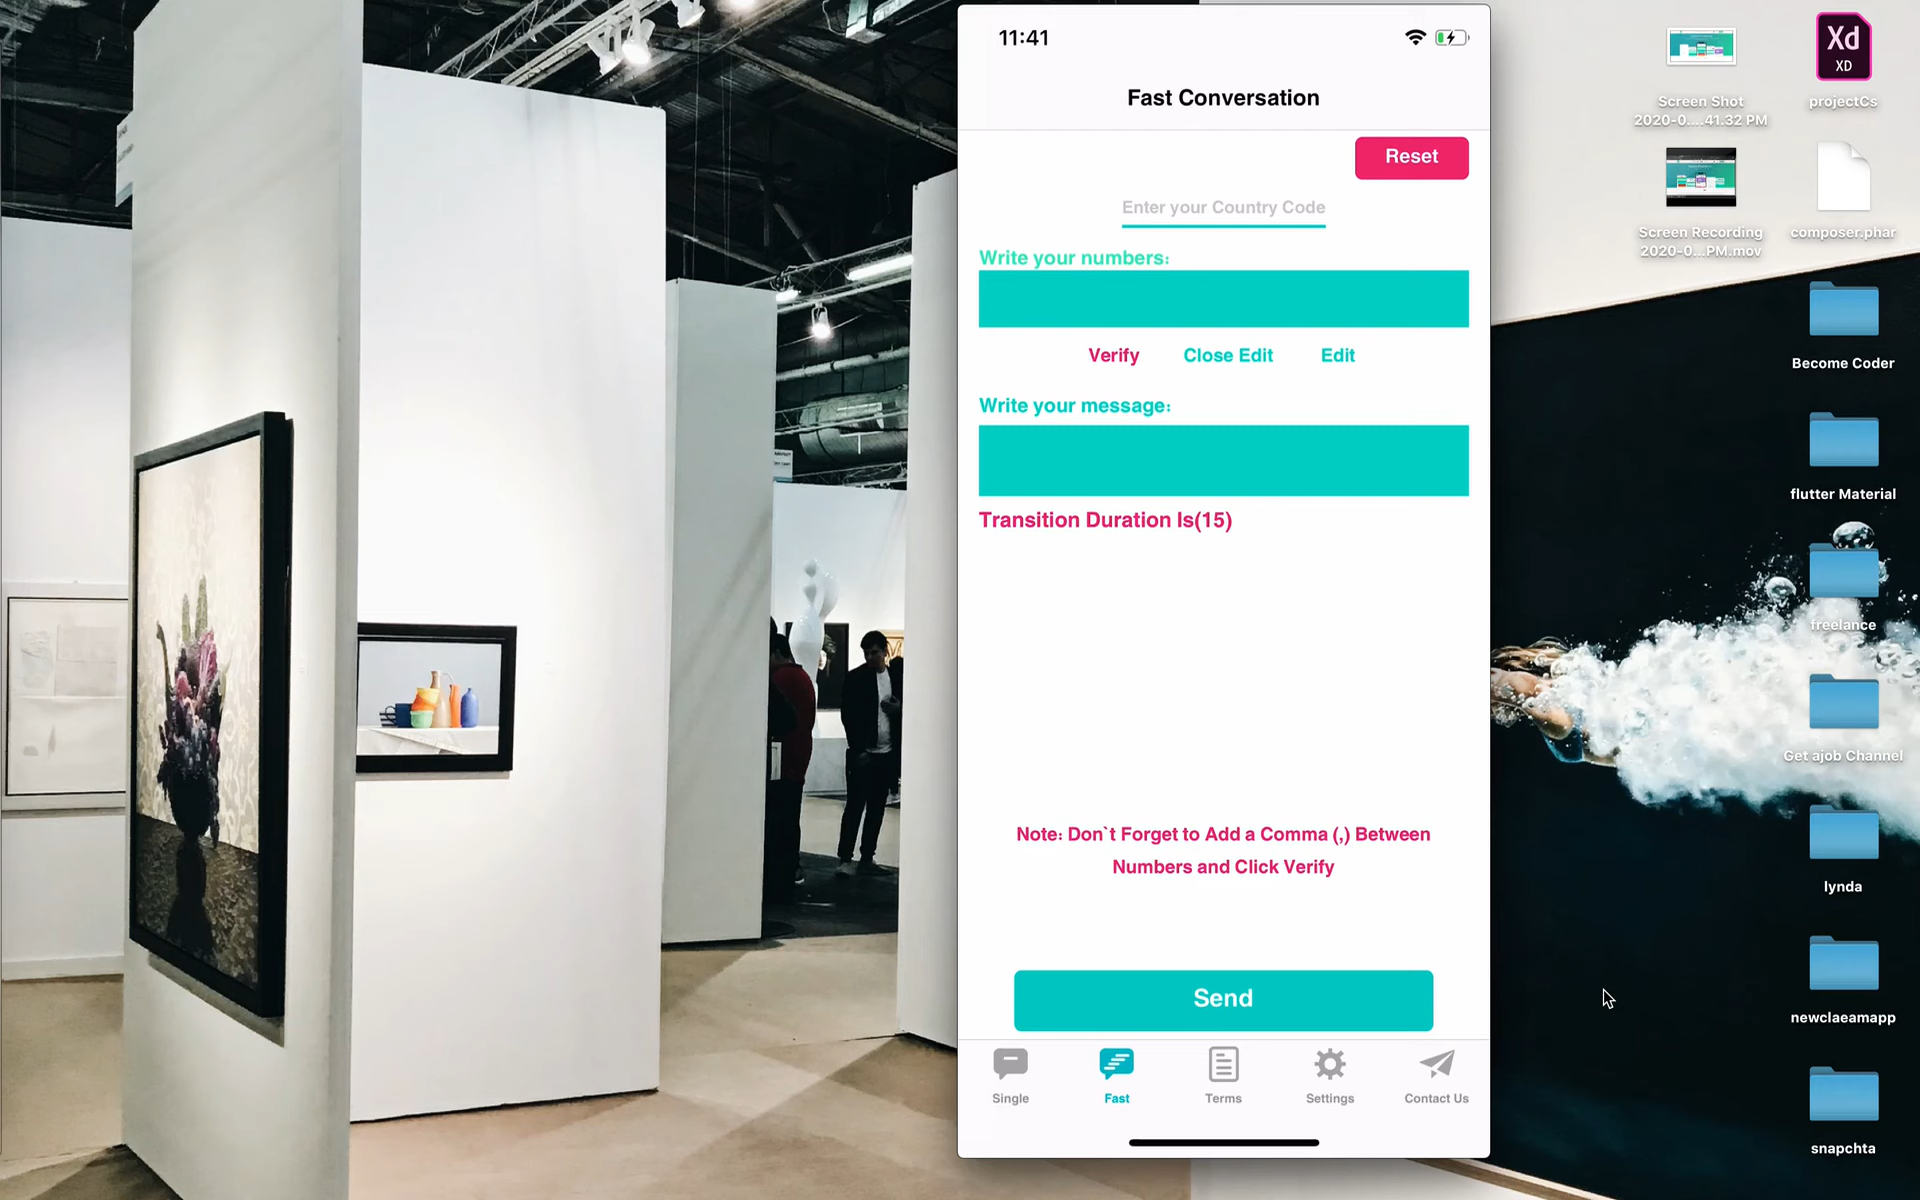 11:41
Fast Conversation
Reset
Enter your Country Code
Write your numbers:
Verify Close Edit Edit
Write your message:
Transition Duration Is(15)
Note: Don`t Forget to Add a Comma (,) Between
Numbers and Click Verify
Send
Single Fast Terms Settings Contact Us
Screen Shot
2020-0....41.32 PM
Xd
XD
projectCs
Screen Recording
2020-0...PM.mov
composer.phar
Become Coder
flutter Material
freelance
Get ajob Channel
lynda
newclaeamapp
snapchta